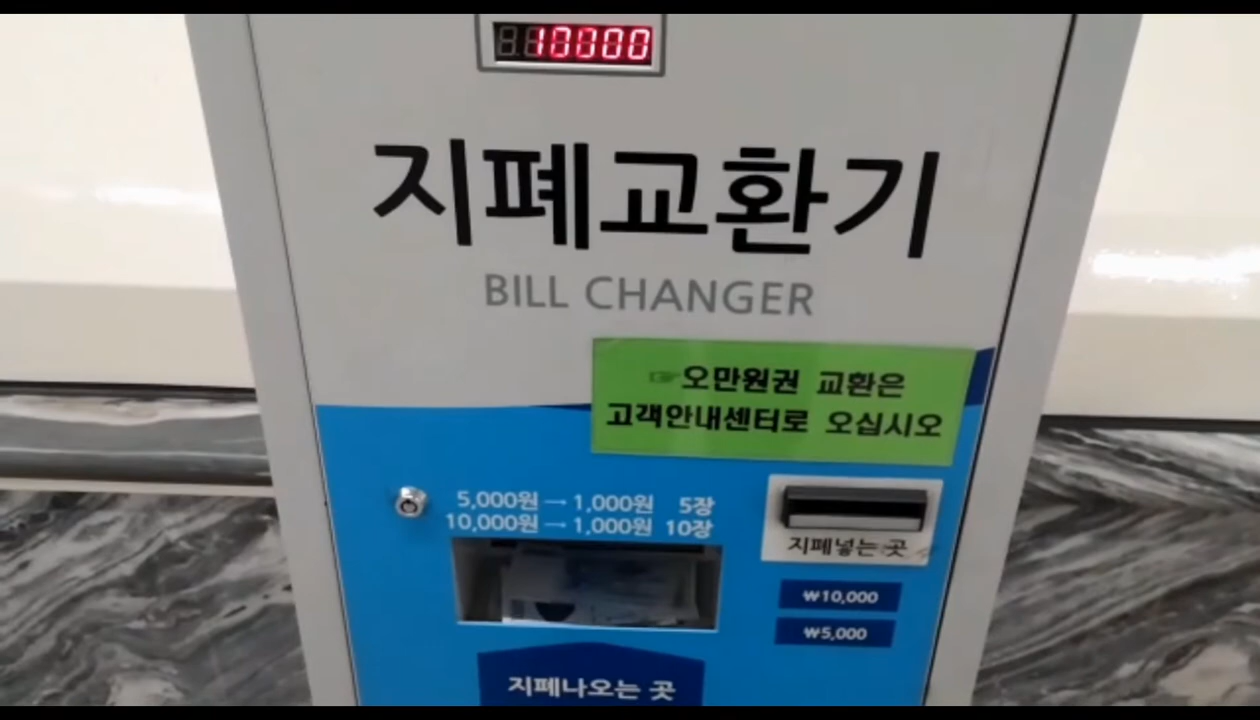 10000
지폐교환기
BILL CHANGER
☞오만원권 교환은
고객안내센터로 오십시오
5,000원 → 1,000원 5장
10,000원 → 1,000원 10장
지폐넣는곳
₩10,000
₩5,000
지폐나오는 곳